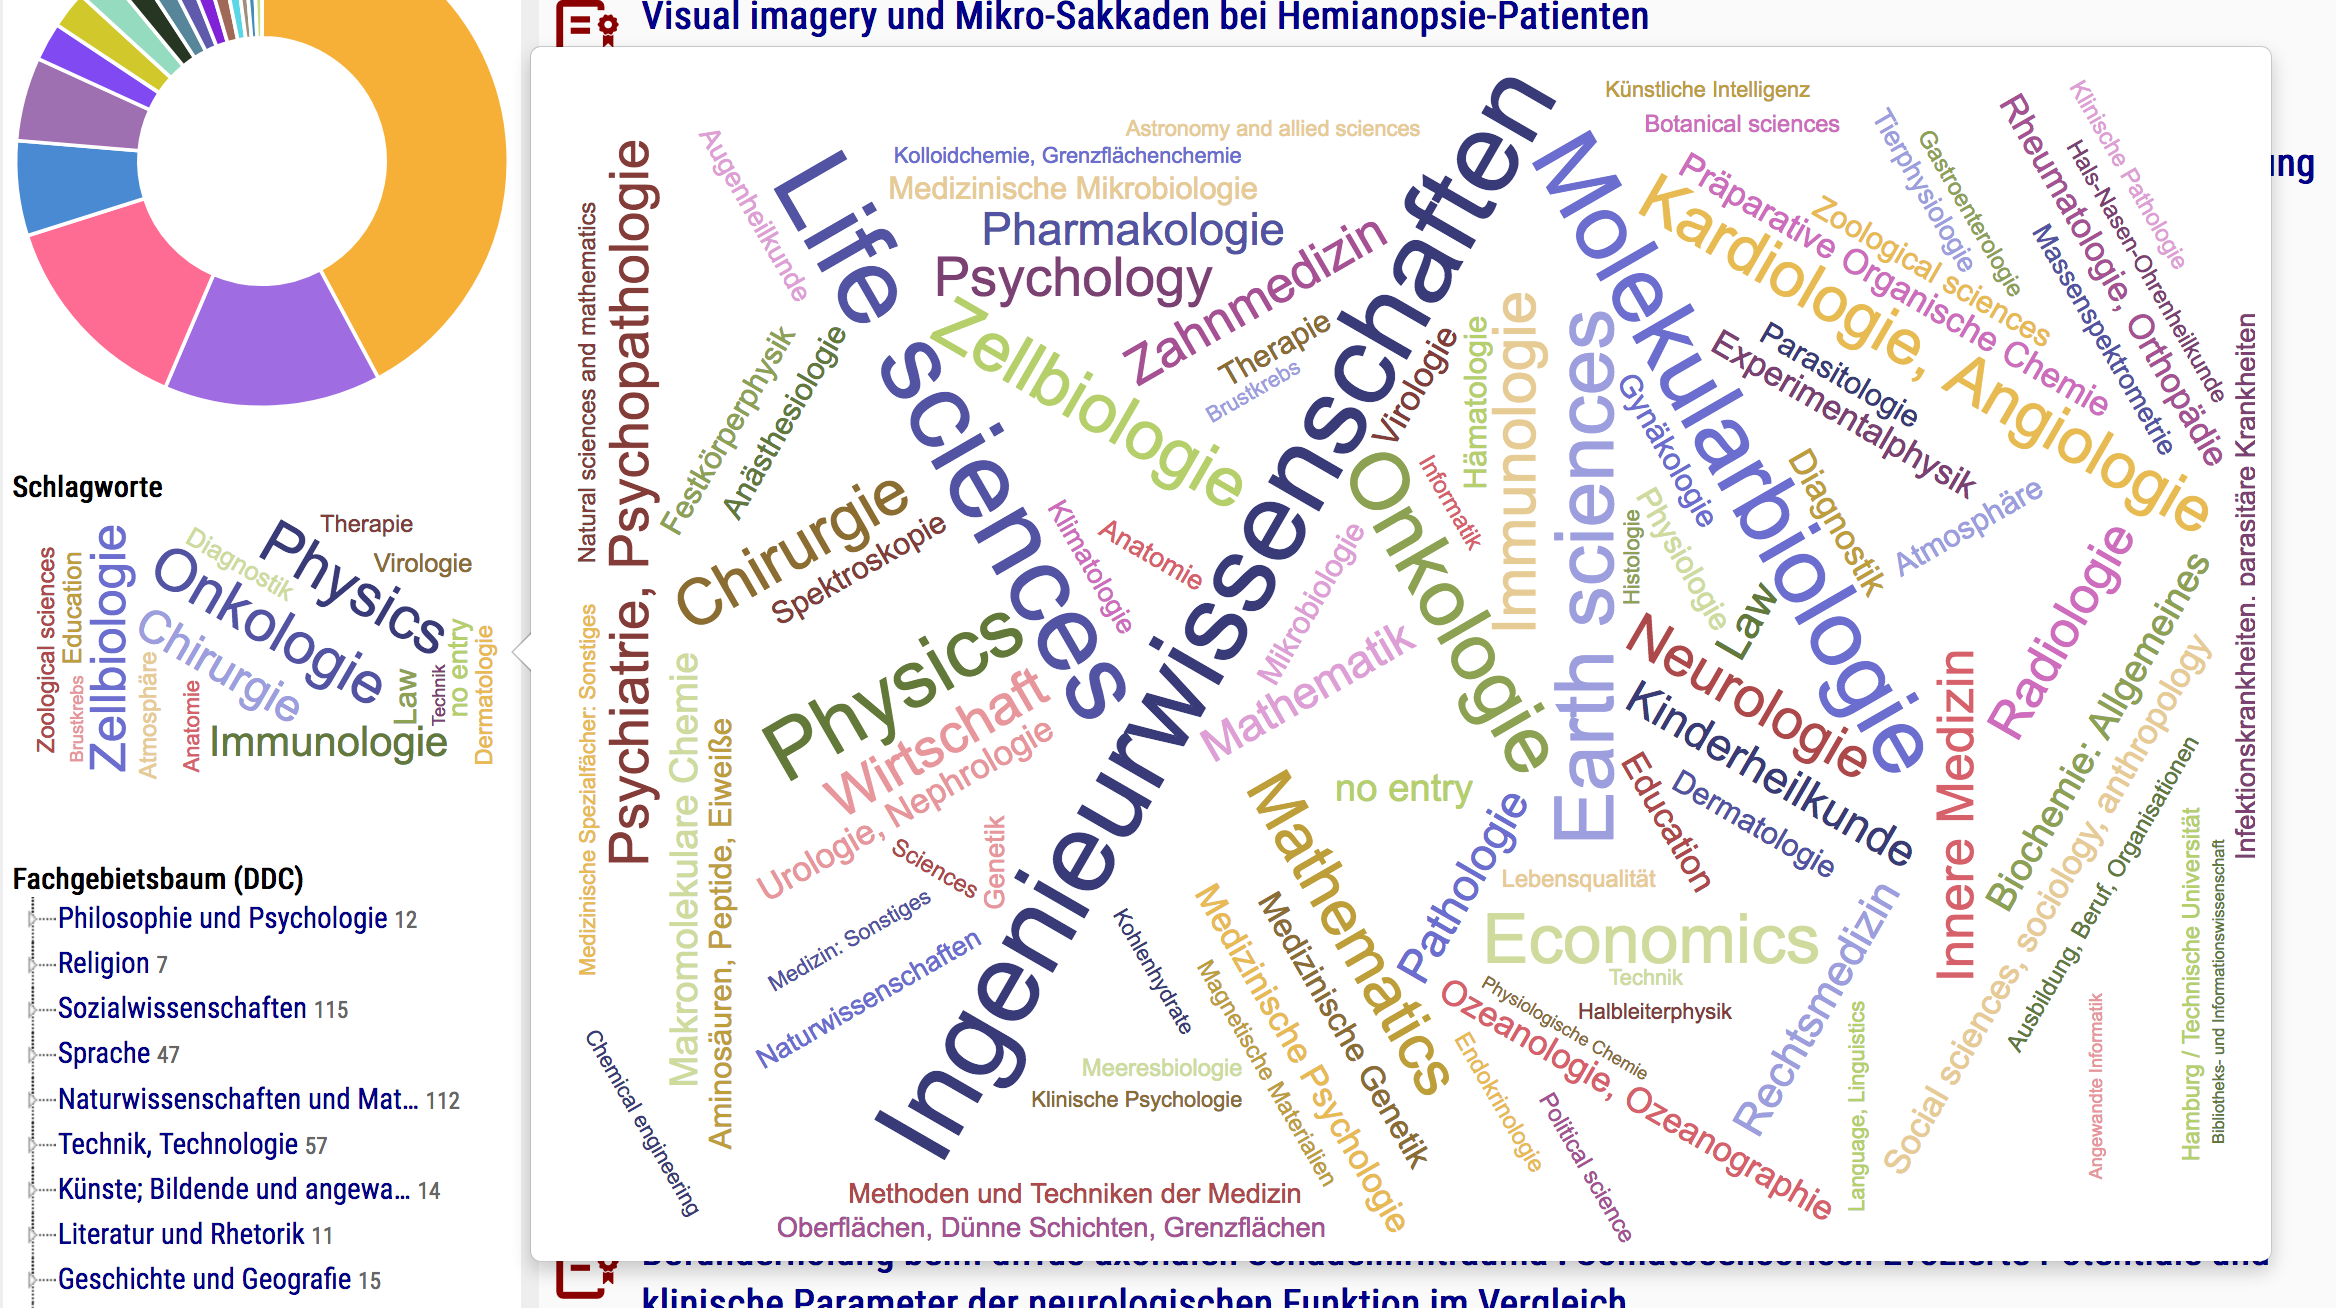 Visual imagery und Mikro-Sakkaden bei Hemianopsie-Patienten
ung
Schlagworte
Therapie
Diagnostik
Physics
Virologie
Zoological sciences
Education
Zellbiologie
Onkologie
Chirurgie
Brustkrebs
Atmosphäre
Anatomie
Immunologie
Law
Technik
no entry
Dermatologie
Fachgebietsbaum (DDC)
Philosophie und Psychologie 12
Religion 7
Sozialwissenschaften 115
Sprache 47
Naturwissenschaften und Mat... 112
Technik, Technologie 57
Künste; Bildende und angewa... 14
Literatur und Rhetorik 11
Geschichte und Geografie 15
Natural sciences and mathematics
Psychiatrie, Psychopathologie
Augenheilkunde
Life sciences
Astronomy and allied sciences
Kolloidchemie, Grenzflächenchemie
Medizinische Mikrobiologie
Pharmakologie
Psychology
Zahnmedizin
Zellbiologie
Therapie
Brustkrebs
Ingenieurwissenschaften
Virologie
Hämatologie
Immunologie
Informatik
Onkologie
Festkörperphysik
Anästhesiologie
Chirurgie
Spektroskopie
Klimatologie
Anatomie
Mikrobiologie
Mathematik
Physics
Wirtschaft
Urologie, Nephrologie
Sciences
Genetik
Medizinische Spezialfächer: Sonstiges
Makromolekulare Chemie
Aminosäuren, Peptide, Eiweiße
Medizin: Sonstiges
Naturwissenschaften
Chemical engineering
Kohlenhydrate
Meeresbiologie
Klinische Psychologie
Methoden und Techniken der Medizin
Oberflächen, Dünne Schichten, Grenzflächen
Magnetische Materialien
Medizinische Psychologie
Medizinische Genetik
Mathematics
no entry
Pathologie
Künstliche Intelligenz
Botanical sciences
Molekularbiologie
Präparative Organische Chemie
Kardiologie, Angiologie
Zoological sciences
Tierphysiologie
Gastroenterologie
Rheumatologie, Orthopädie
Klinische Pathologie
Hals-Nasen-Ohrenheilkunde
Massenspektrometrie
Parasitologie
Experimentalphysik
Earth sciences
Gynäkologie
Histologie
Physiologie
Law
Diagnostik
Atmosphäre
Infektionskrankheiten, parasitäre Krankheiten
Neurologie
Kinderheilkunde
Dermatologie
Education
Radiologie
Innere Medizin
Biochemie: Allgemeines
Social sciences, sociology, anthropology
Ausbildung, Beruf, Organisationen
Lebensqualität
Economics
Technik
Halbleiterphysik
Physiologische Chemie
Ozeanologie, Ozeanographie
Endokrinologie
Political science
Rechtsmedizin
Language, Linguistics
Angewandte Informatik
Hamburg / Technische Universität
Bibliotheks- und Informationswissenschaft
klinische Parameter der neurologischen Funktion im Vergleich